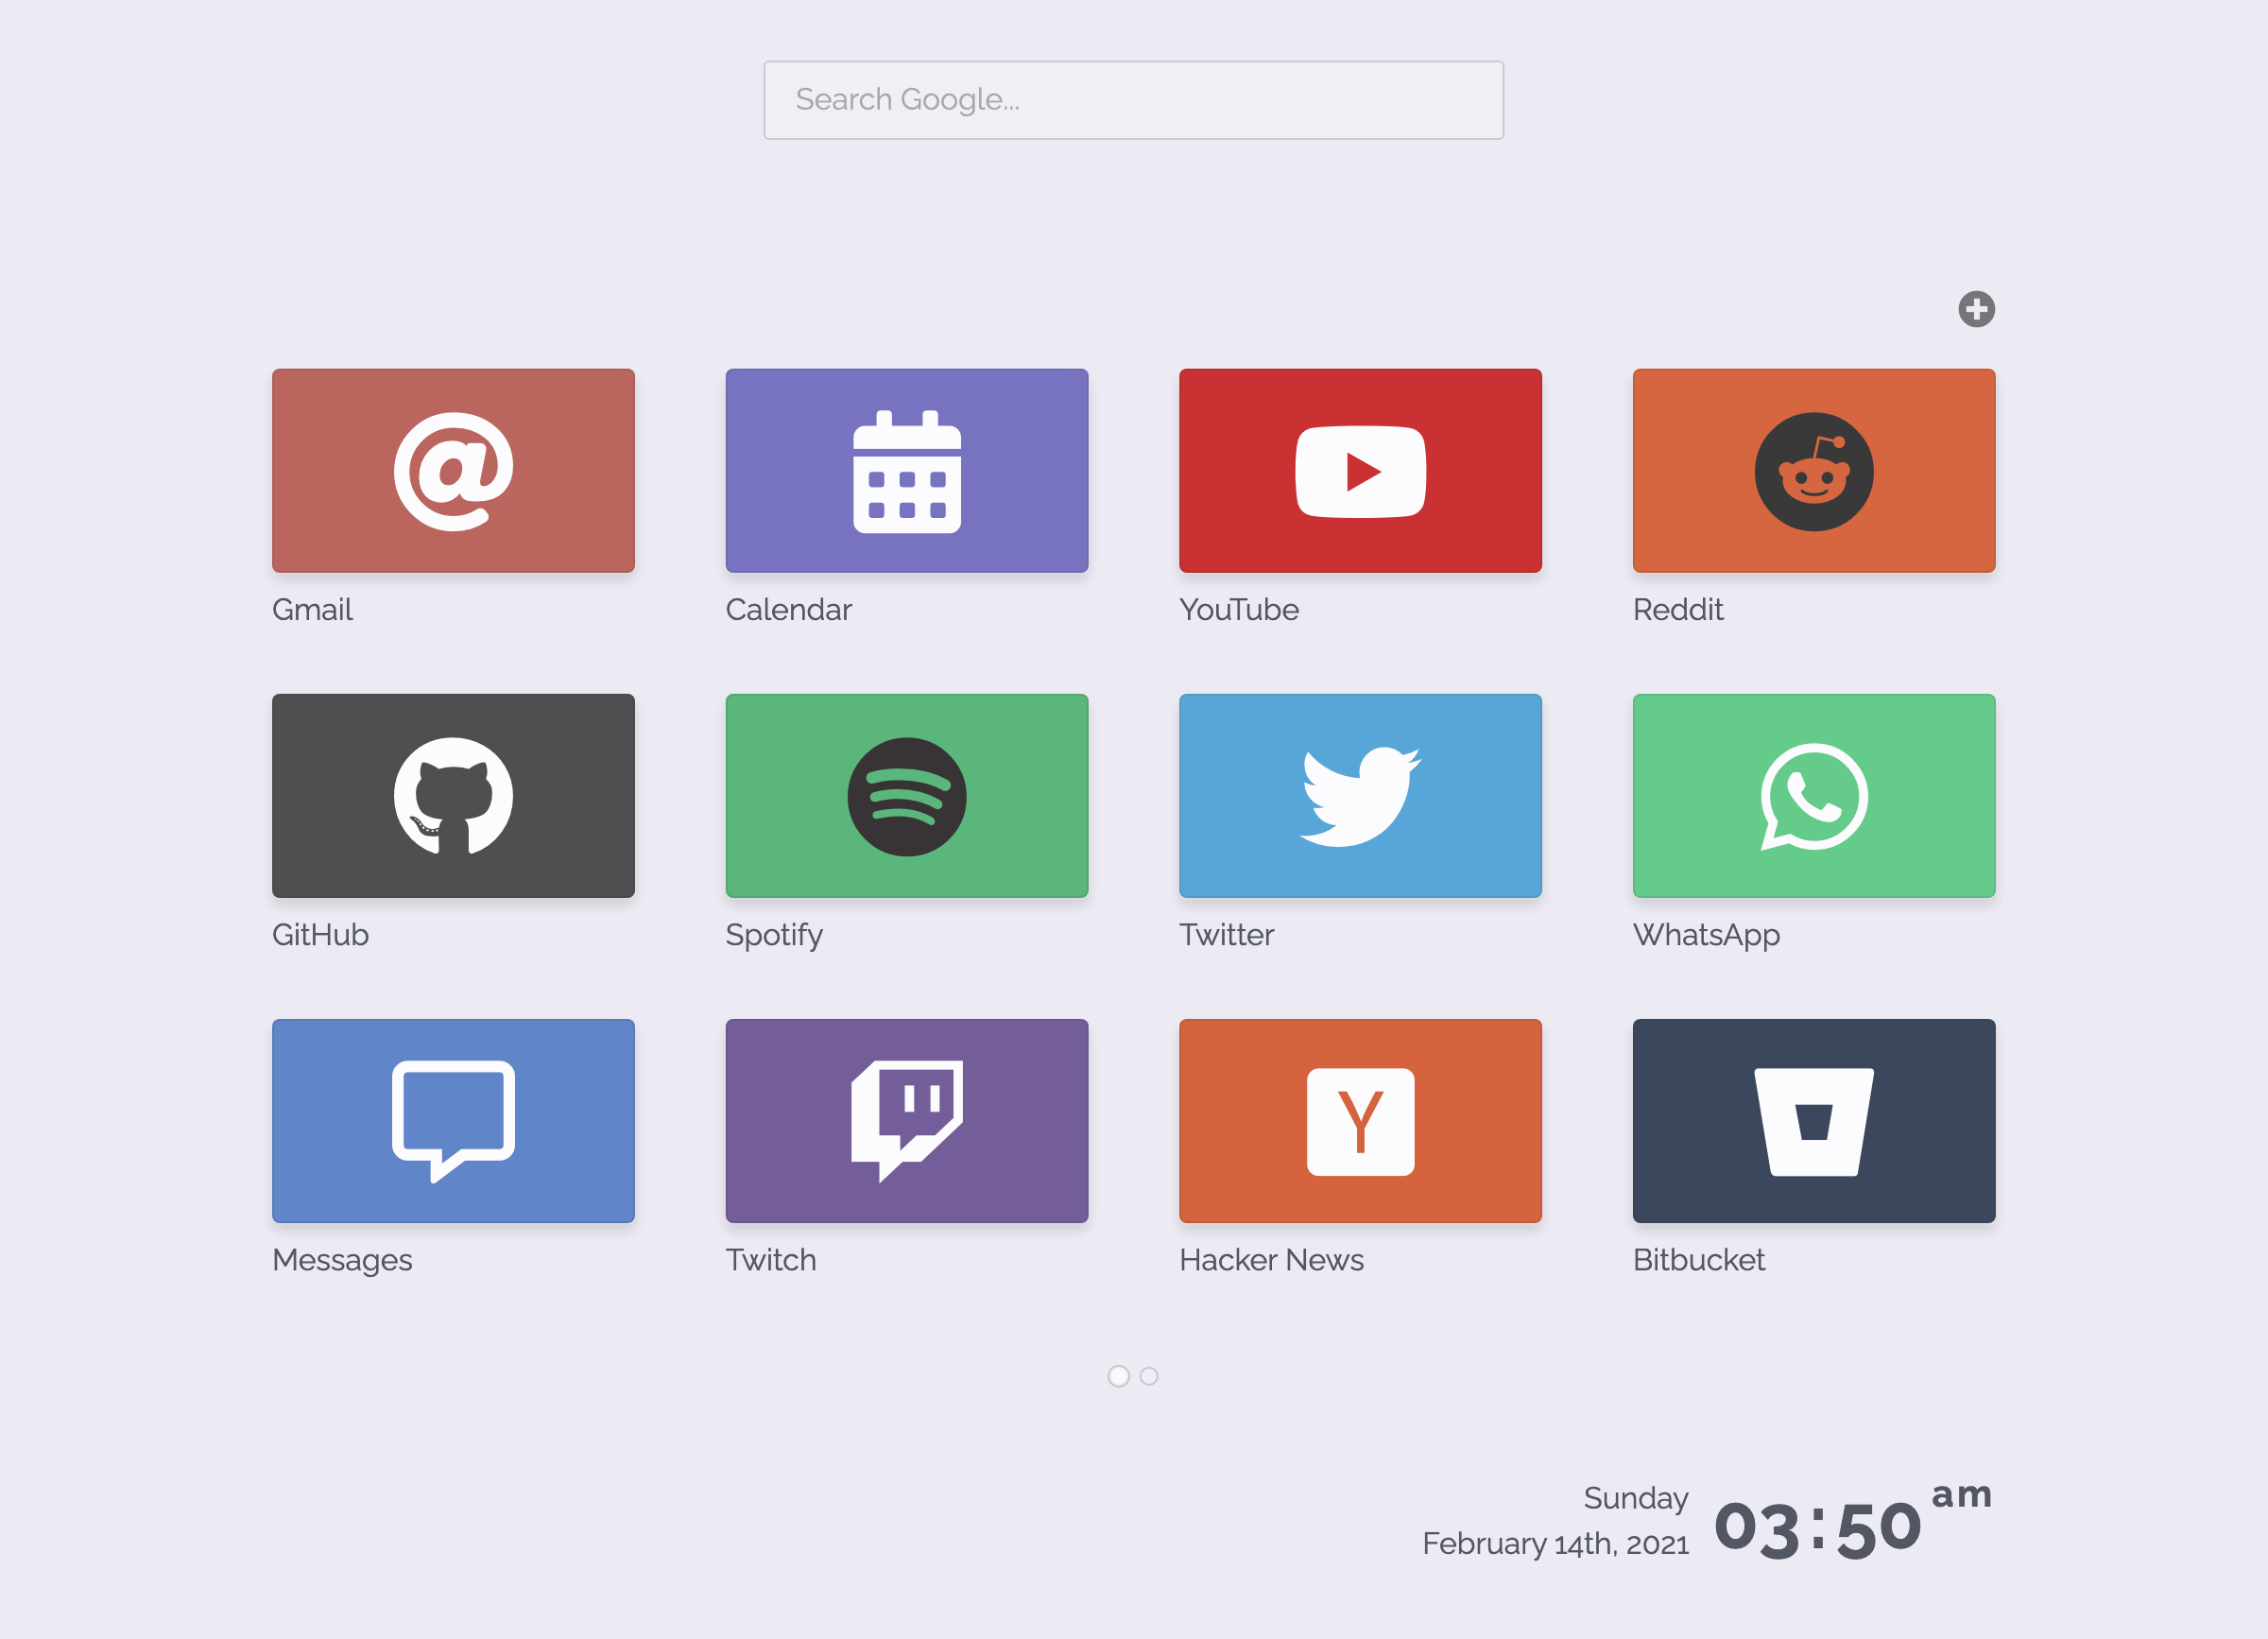 Search Google...
@
Gmail
Calendar
YouTube
Reddit
GitHub
Spotify
Twitter
WhatsApp
Y
Messages
Twitch
Hacker News
Bitbucket
Sunday
February 14th, 2021
03:50 am